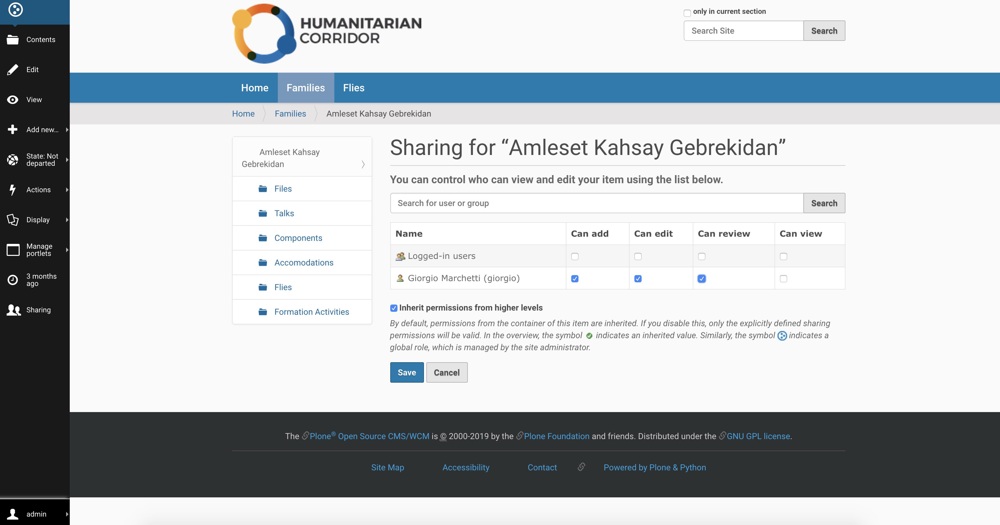 Contents
Edit
View
Add new...
State: Not
departed
Actions
Display
Manage
portlets
3 months
ago
Sharing
admin
HUMANITARIAN
CORRIDOR
only in current section
Search Site
Search
Home
Families
Flies
Home
Families
Amleset Kahsay Gebrekidan
Amleset Kahsay
Gebrekidan
Files
Talks
Components
Accomodations
Flies
Formation Activities
Sharing for “Amleset Kahsay Gebrekidan”
You can control who can view and edit your item using the list below.
Search for user or group
Search
Name Can add Can edit Can review Can view
Logged-in users
Giorgio Marchetti (giorgio)
Inherit permissions from higher levels
By default, permissions from the container of this item are inherited. If you disable this, only the explicitly defined sharing
permissions will be valid. In the overview, the symbol indicates an inherited value. Similarly, the symbol indicates a
global role, which is managed by the site administrator.
Save
Cancel
The Plone® Open Source CMS/WCM is © 2000-2019 by the Plone Foundation and friends. Distributed under the GNU GPL license.
Site Map
Accessibility
Contact
Powered by Plone & Python